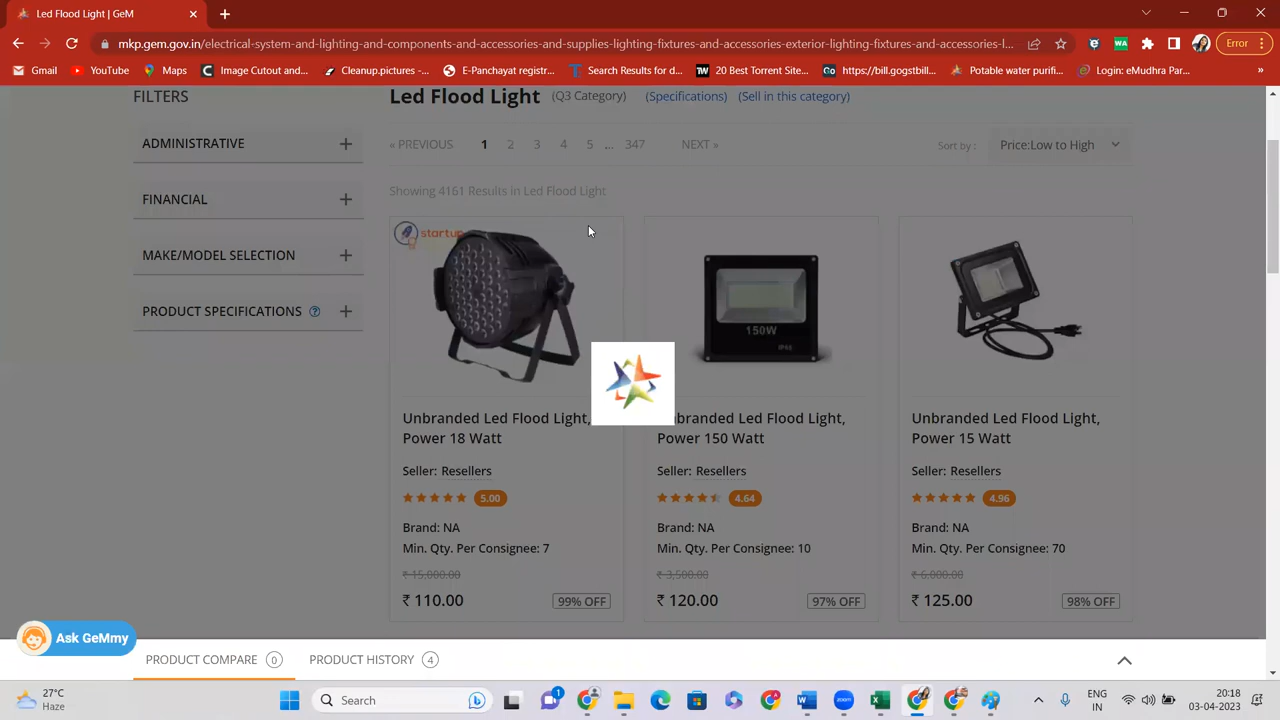 Led Flood Light | GeM
mkp.gem.gov.in/electrical-system-and-lighting-and-components-and-accessories-and-supplies-lighting-fixtures-and-accessories-exterior-lighting-fixtures-and-accessories-l...
Error
Gmail YouTube Maps Image Cutout and... Cleanup.pictures -... E-Panchayat registr... Search Results for d... 20 Best Torrent Site... https://bill.gogstbill... Potable water purifi... Login: eMudhra Par... »
FILTERS
Led Flood Light (Q3 Category) (Specifications) (Sell in this category)
ADMINISTRATIVE
FINANCIAL
MAKE/MODEL SELECTION
PRODUCT SPECIFICATIONS ?
« PREVIOUS 1 2 3 4 5 ... 347 NEXT »
Sort by : Price:Low to High
Showing 4161 Results in Led Flood Light
startup
150W
IP65
Unbranded Led Flood Light,
Power 18 Watt
Seller: Resellers
5.00
Brand: NA
Min. Qty. Per Consignee: 7
₹ 15,000.00
₹ 110.00
99% OFF
branded Led Flood Light,
Power 150 Watt
Seller: Resellers
4.64
Brand: NA
Min. Qty. Per Consignee: 10
₹ 3,500.00
₹ 120.00
97% OFF
Unbranded Led Flood Light,
Power 15 Watt
Seller: Resellers
4.96
Brand: NA
Min. Qty. Per Consignee: 70
₹ 6,000.00
₹ 125.00
98% OFF
Ask GeMmy
PRODUCT COMPARE 0 PRODUCT HISTORY 4
27°C
Haze
Search
1
zoom
ENG
IN
20:18
03-04-2023